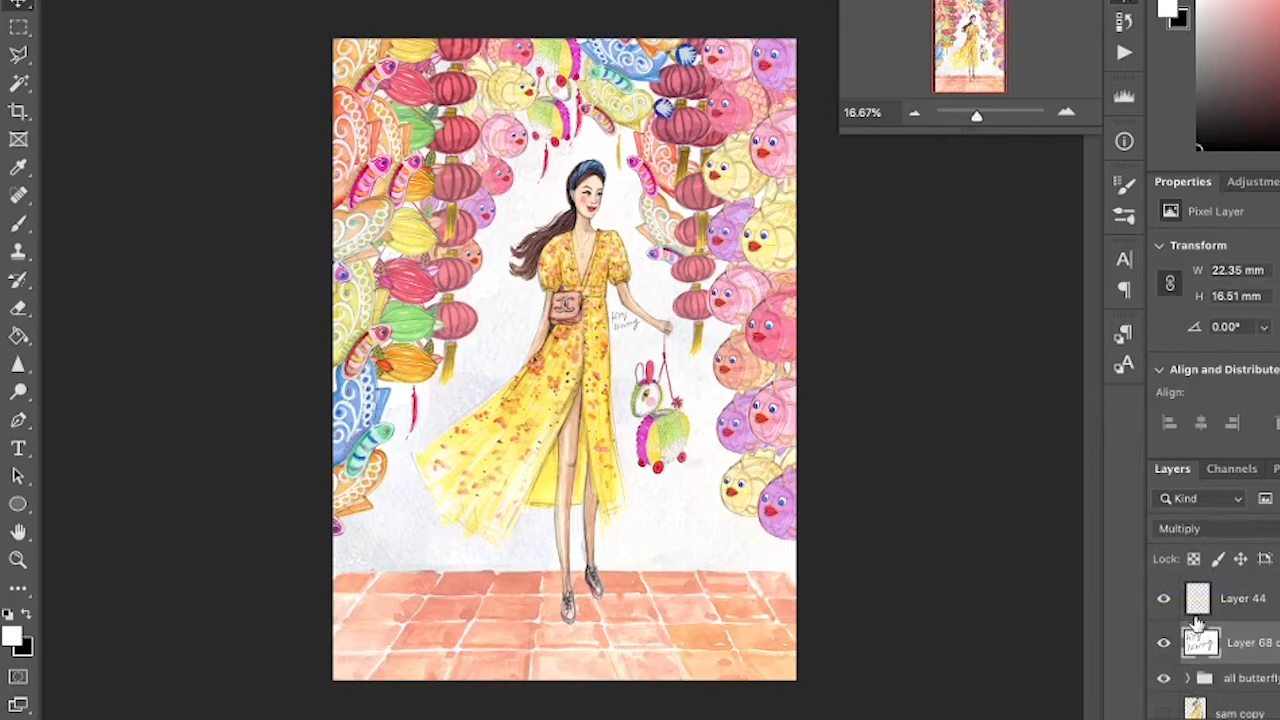 16.67%
Properties
Adjustme
Pixel Layer
Transform
W 22.35 mm
H 16.51 mm
0.00°
Align and Distribute
Align:
Layers Channels P
Kind
Multiply
Lock:
Layer 44
Layer 68 c
all butterfl
sam copy